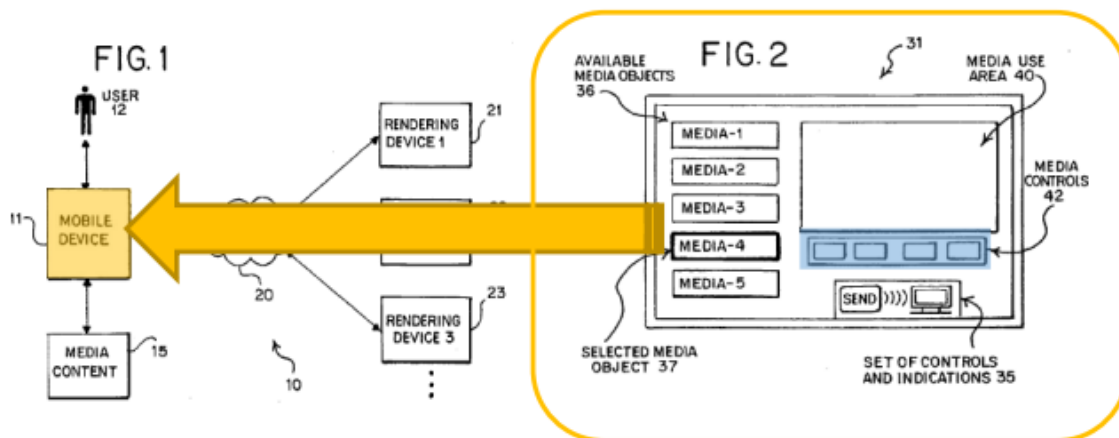 FIG. 1
USER
12
11
MOBILE
DEVICE
MEDIA
CONTENT
15
20
10
RENDERING
DEVICE 1
21
RENDERING
DEVICE 3
23
FIG. 2
31
AVAILABLE
MEDIA OBJECTS
36
MEDIA-1
MEDIA-2
MEDIA-3
MEDIA-4
MEDIA-5
SELECTED MEDIA
OBJECT 37
MEDIA USE
AREA 40
MEDIA
CONTROLS
42
SEND
SET OF CONTROLS
AND INDICATIONS 35